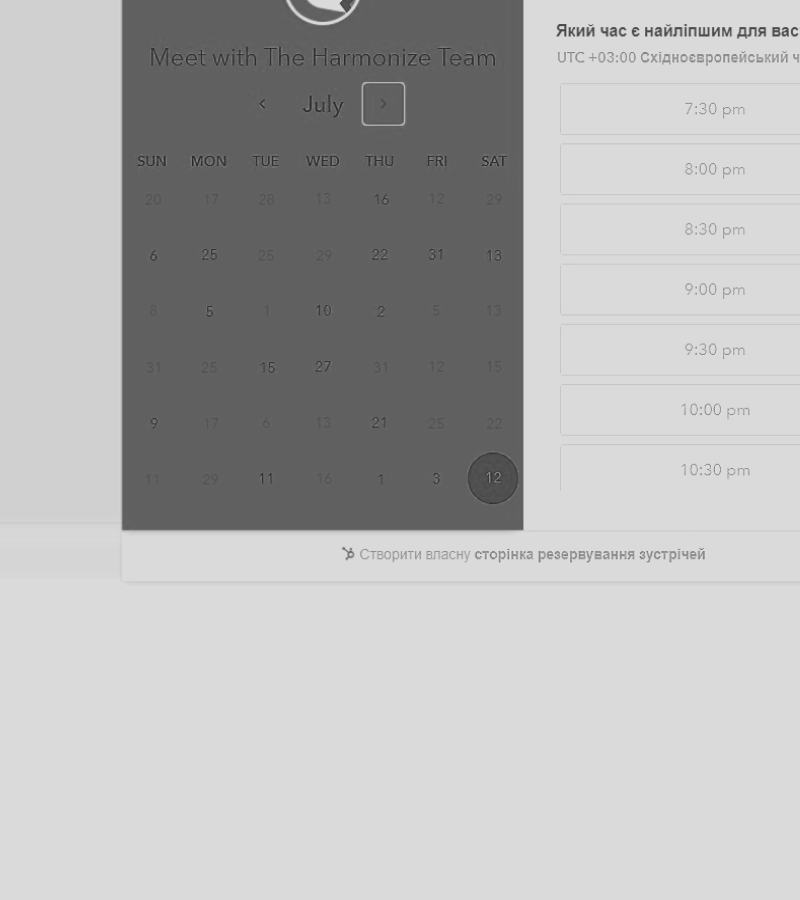 Meet with The Harmonize Team
July
SUN MON TUE WED THU FRI SAT
20 17 28 13 16 12 29
6 25 25 29 22 31 13
8 5 1 10 2 5 13
31 25 15 27 31 12 15
9 17 6 13 21 25 22
11 29 11 16 1 3 12
Який час є найліпшим для вас
UTC +03:00 Східноєвропейський ч
7:30 pm
8:00 pm
8:30 pm
9:00 pm
9:30 pm
10:00 pm
10:30 pm
Створити власну сторінка резервування зустрічей